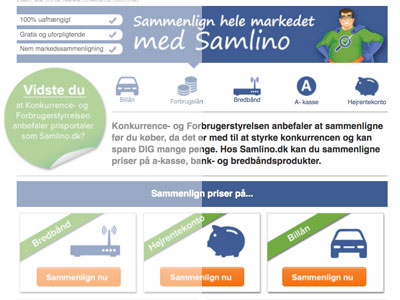 100% uafhængigt
Gratis og uforpligtende
Nem markedssammenligning
Sammenlign hele markedet
med Samlino
Vidste du
at Konkurrence- og
Forbrugerstyrelsen
anbefaler prisportaler
som Samlino.dk?
Billån
Forbrugslån
Bredbånd
A
A- kasse
Højrentekonto
Konkurrence- og Forbrugerstyrelsen anbefaler at sammenligne
før du køber, da det er med til at styrke konkurrencen og kan
spare DIG mange penge. Hos Samlino.dk kan du sammenligne
priser på a-kasse, bank- og bredbåndsprodukter.
Sammenlign priser på...
Bredbånd
Højrentekonto
Billån
Sammenlign nu
Sammenlign nu
Sammenlign nu